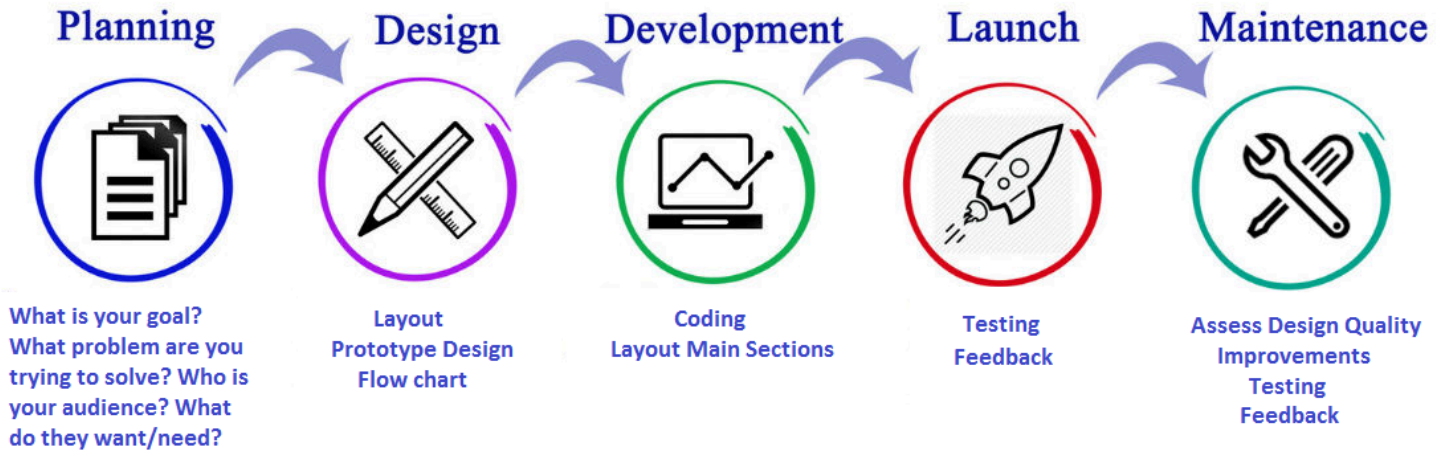 Planning
Design
Development
Launch
Maintenance
What is your goal?
What problem are you
trying to solve? Who is
your audience? What
do they want/need?
Layout
Prototype Design
Flow chart
Coding
Layout Main Sections
Testing
Feedback
Assess Design Quality
Improvements
Testing
Feedback